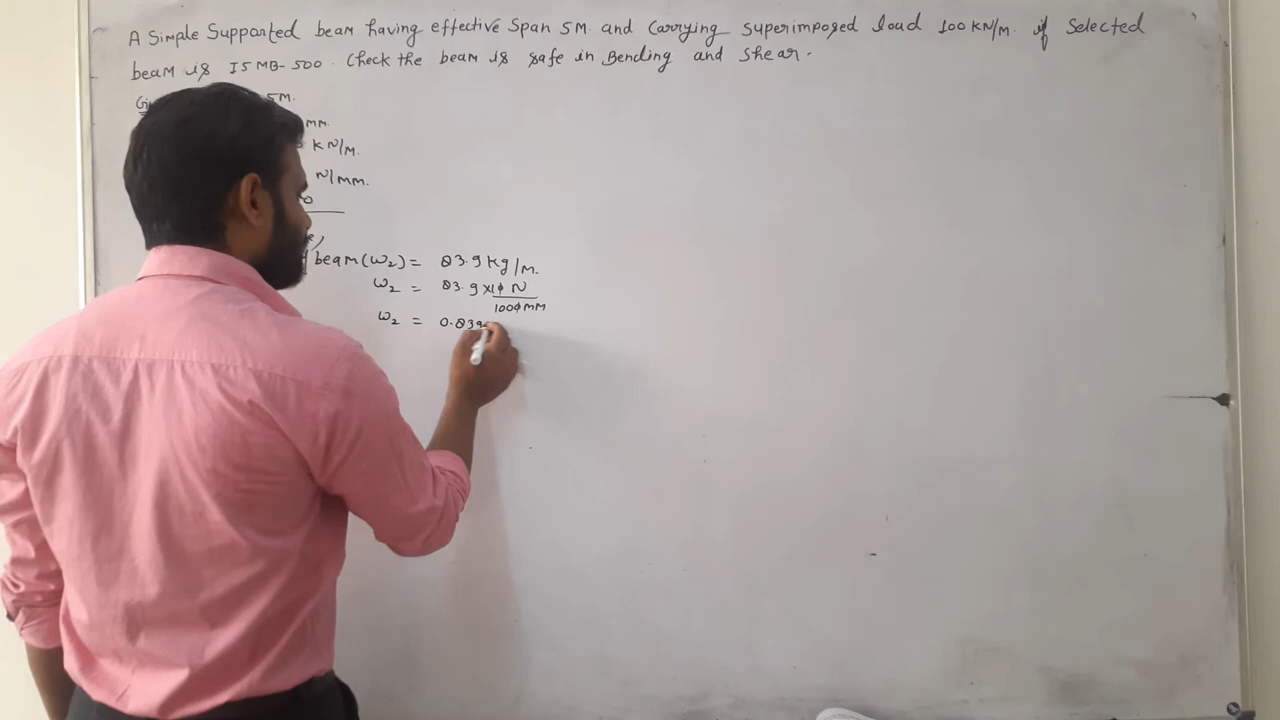 A Simple Supported beam having effective Span 5M. and Carrying superimposed load 100 KN/M. if Selected
beam is ISMB-500. Check the beam is safe in Bending and Shear.
5M.
MM.
KN/M.
N/MM.
0
beam (ω₂) = 83.9 kg/M.
ω₂ = 83.9 × 10 N
1000 MM
ω₂ = 0.839